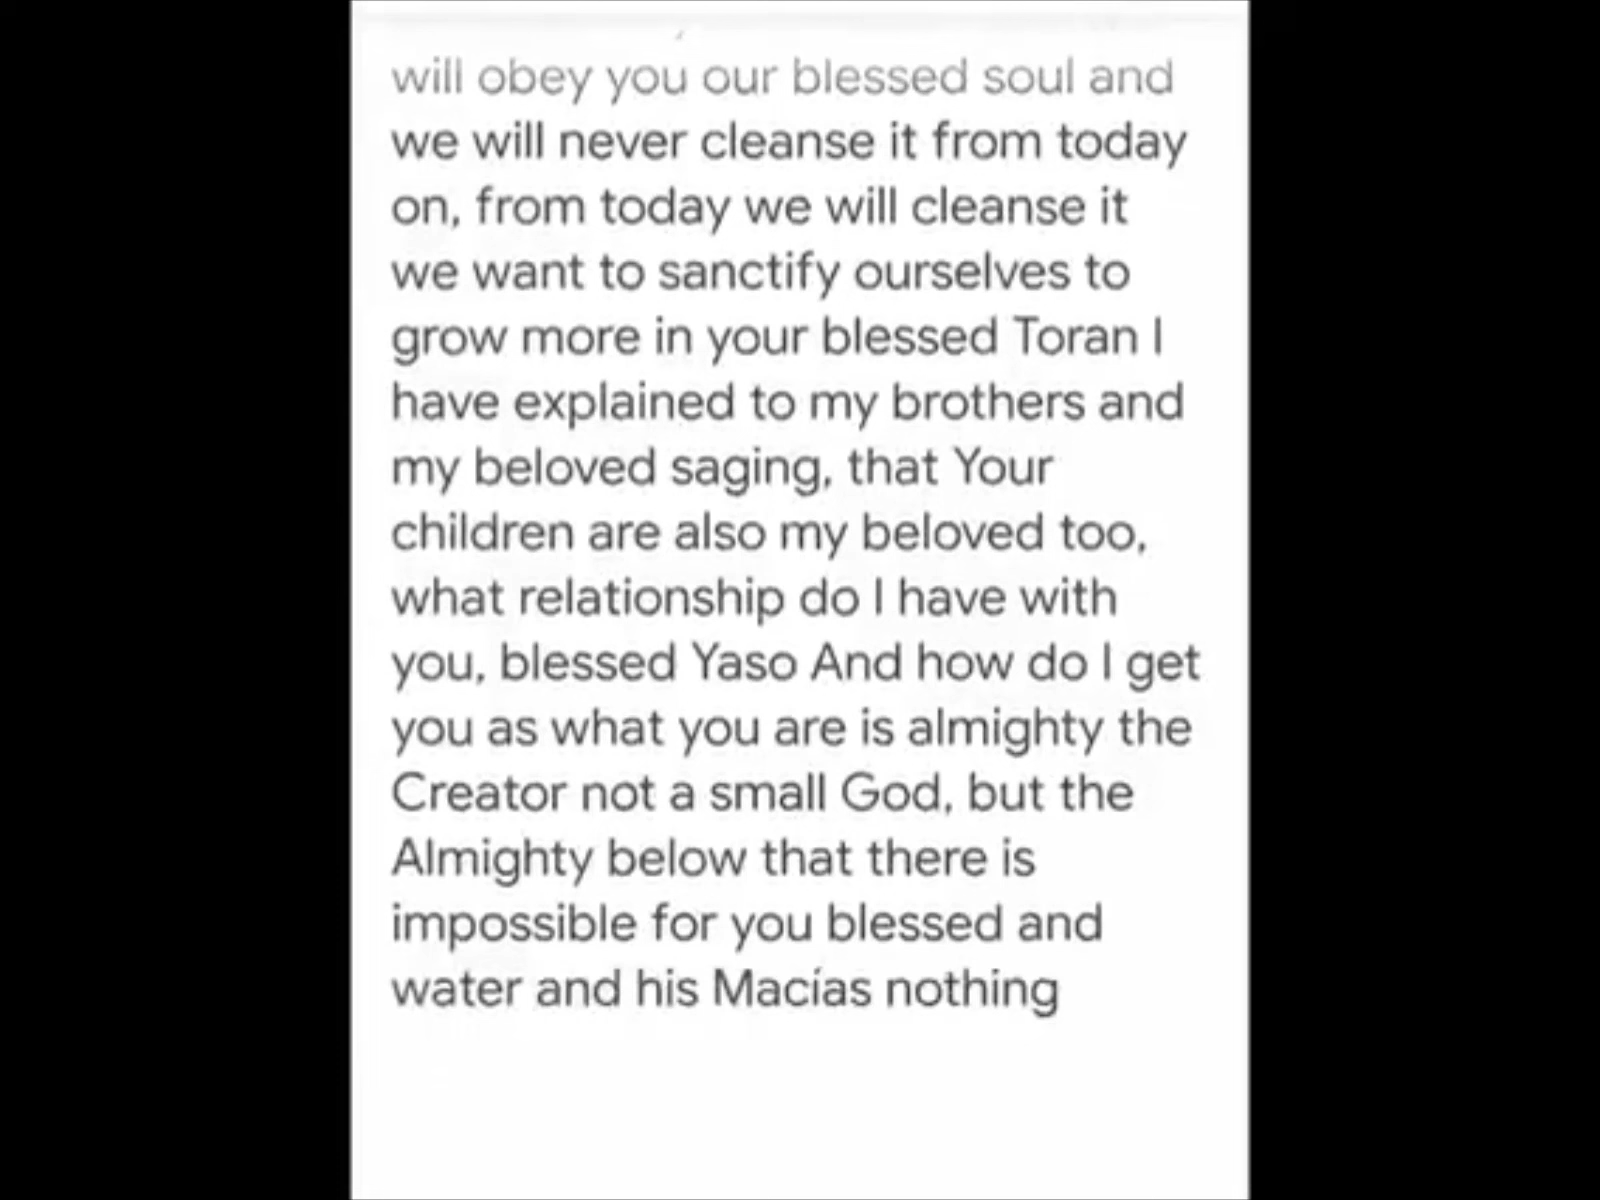 will obey you our blessed soul and
we will never cleanse it from today
on, from today we will cleanse it
we want to sanctify ourselves to
grow more in your blessed Toran I
have explained to my brothers and
my beloved saging, that Your
children are also my beloved too,
what relationship do I have with
you, blessed Yaso And how do I get
you as what you are is almighty the
Creator not a small God, but the
Almighty below that there is
impossible for you blessed and
water and his Macías nothing